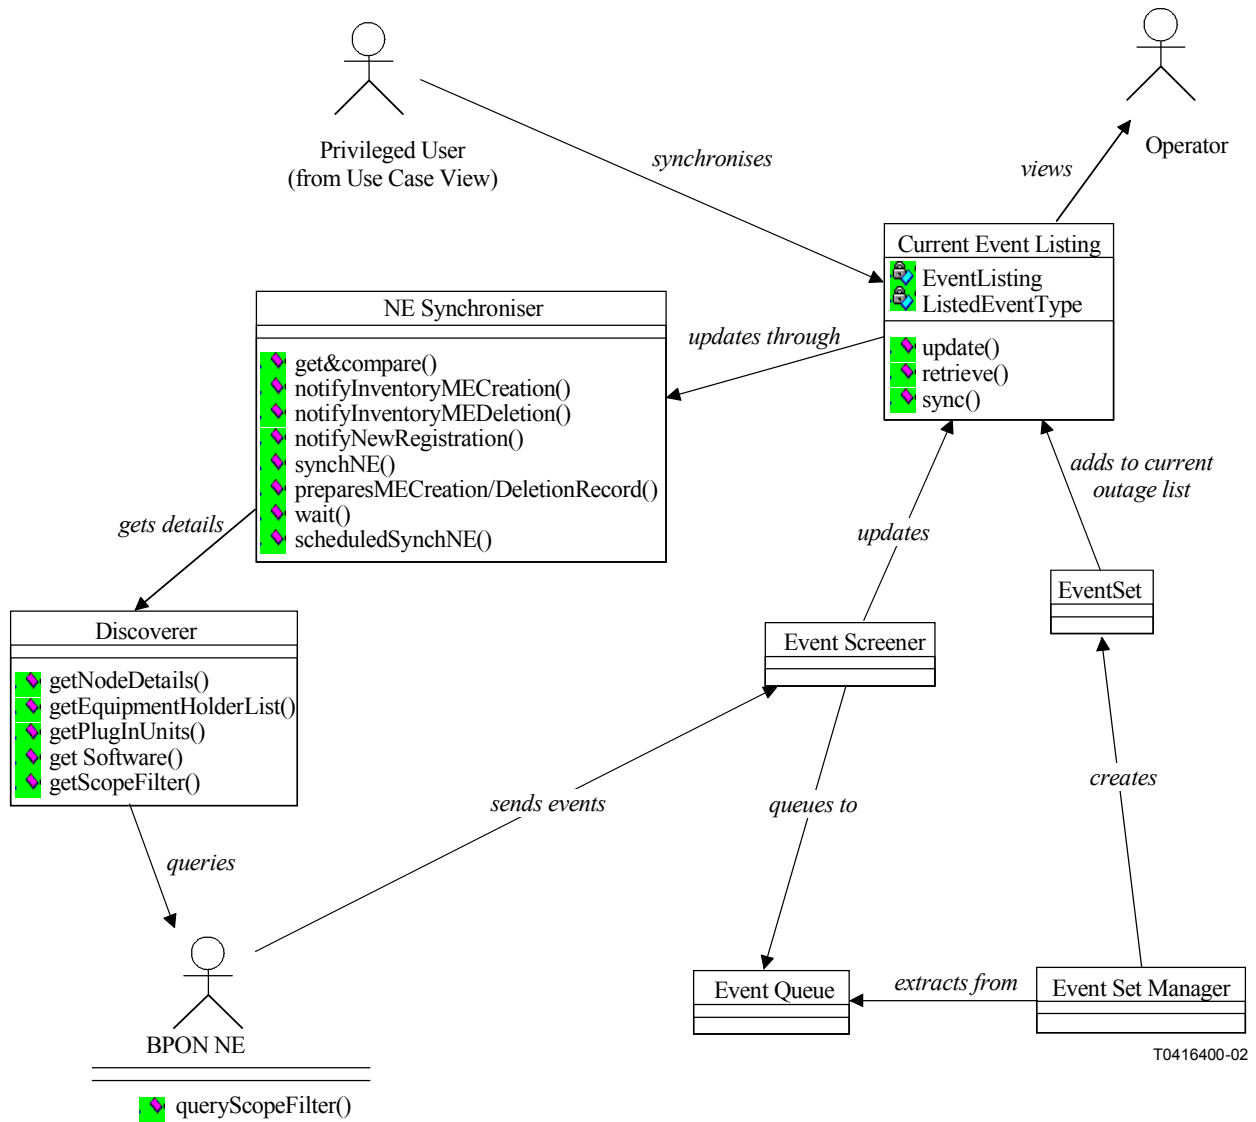 Privileged User
(from Use Case View)
Operator
synchronises
views
Current Event Listing
EventListing
ListedEventType
update()
retrieve()
sync()
NE Synchroniser
get&compare()
notifyInventoryMECreation()
notifyInventoryMEDeletion()
notifyNewRegistration()
synchNE()
preparesMECreation/DeletionRecord()
wait()
scheduledSynchNE()
updates through
gets details
adds to current
outage list
updates
EventSet
Discoverer
getNodeDetails()
getEquipmentHolderList()
getPlugInUnits()
get Software()
getScopeFilter()
Event Screener
creates
sends events
queues to
queries
Event Queue
extracts from
Event Set Manager
BPON NE
queryScopeFilter()
T0416400-02